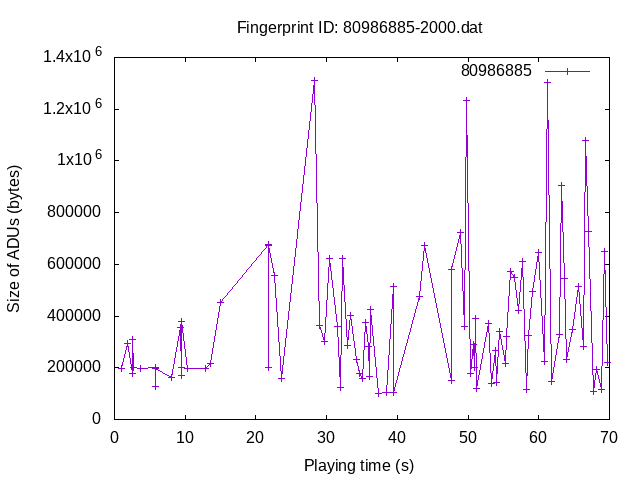 Fingerprint ID: 80986885-2000.dat
80986885
1.4x10^6
1.2x10^6
1x10^6
800000
600000
400000
200000
0
Size of ADUs (bytes)
0 10 20 30 40 50 60 70
Playing time (s)